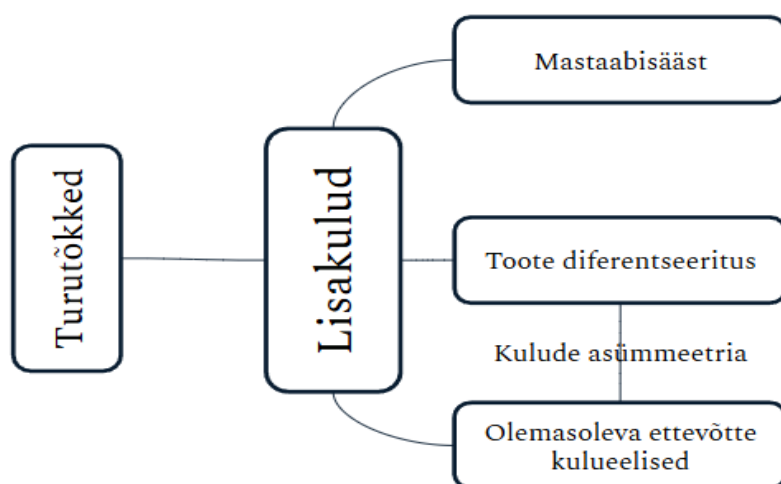 Turutõkked
Lisakulud
Mastaabisääst
Toote diferentseeritus
Kulude asümmeetria
Olemasoleva ettevõtte
kulueelised